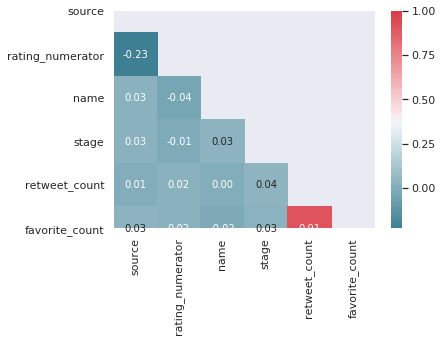 source
rating_numerator
name
stage
retweet_count
favorite_count
-0.23
0.03 -0.04
0.03 -0.01 0.03
0.01 0.02 0.00 0.04
0.03 0.03 0.91
source
rating_numerator
name
stage
retweet_count
favorite_count
1.00
0.75
0.50
0.25
0.00